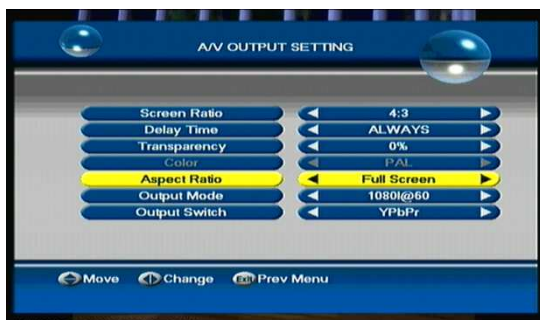 A/V OUTPUT SETTING
Screen Ratio 4:3
Delay Time ALWAYS
Transparency 0%
Color PAL
Aspect Ratio Full Screen
Output Mode 1080I@60
Output Switch YPbPr
Move Change Exit Prev Menu